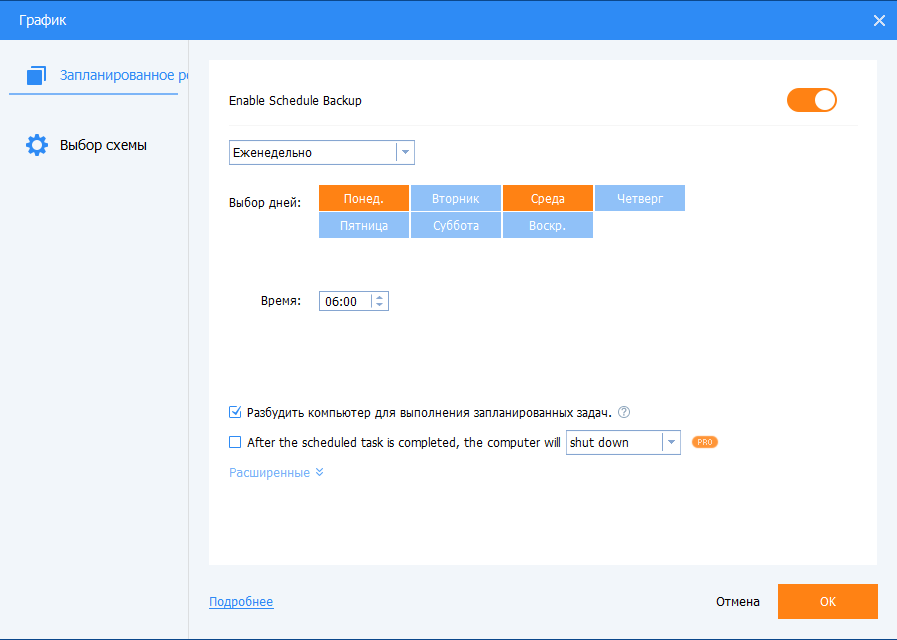 График
Запланированное ре
Выбор схемы
Enable Schedule Backup
Еженедельно
Выбор дней:
Понед. Вторник Среда Четверг
Пятница Суббота Воскр.
Время: 06:00
Разбудить компьютер для выполнения запланированных задач. ?
After the scheduled task is completed, the computer will shut down PRO
Расширенные
Подробнее
Отмена OK